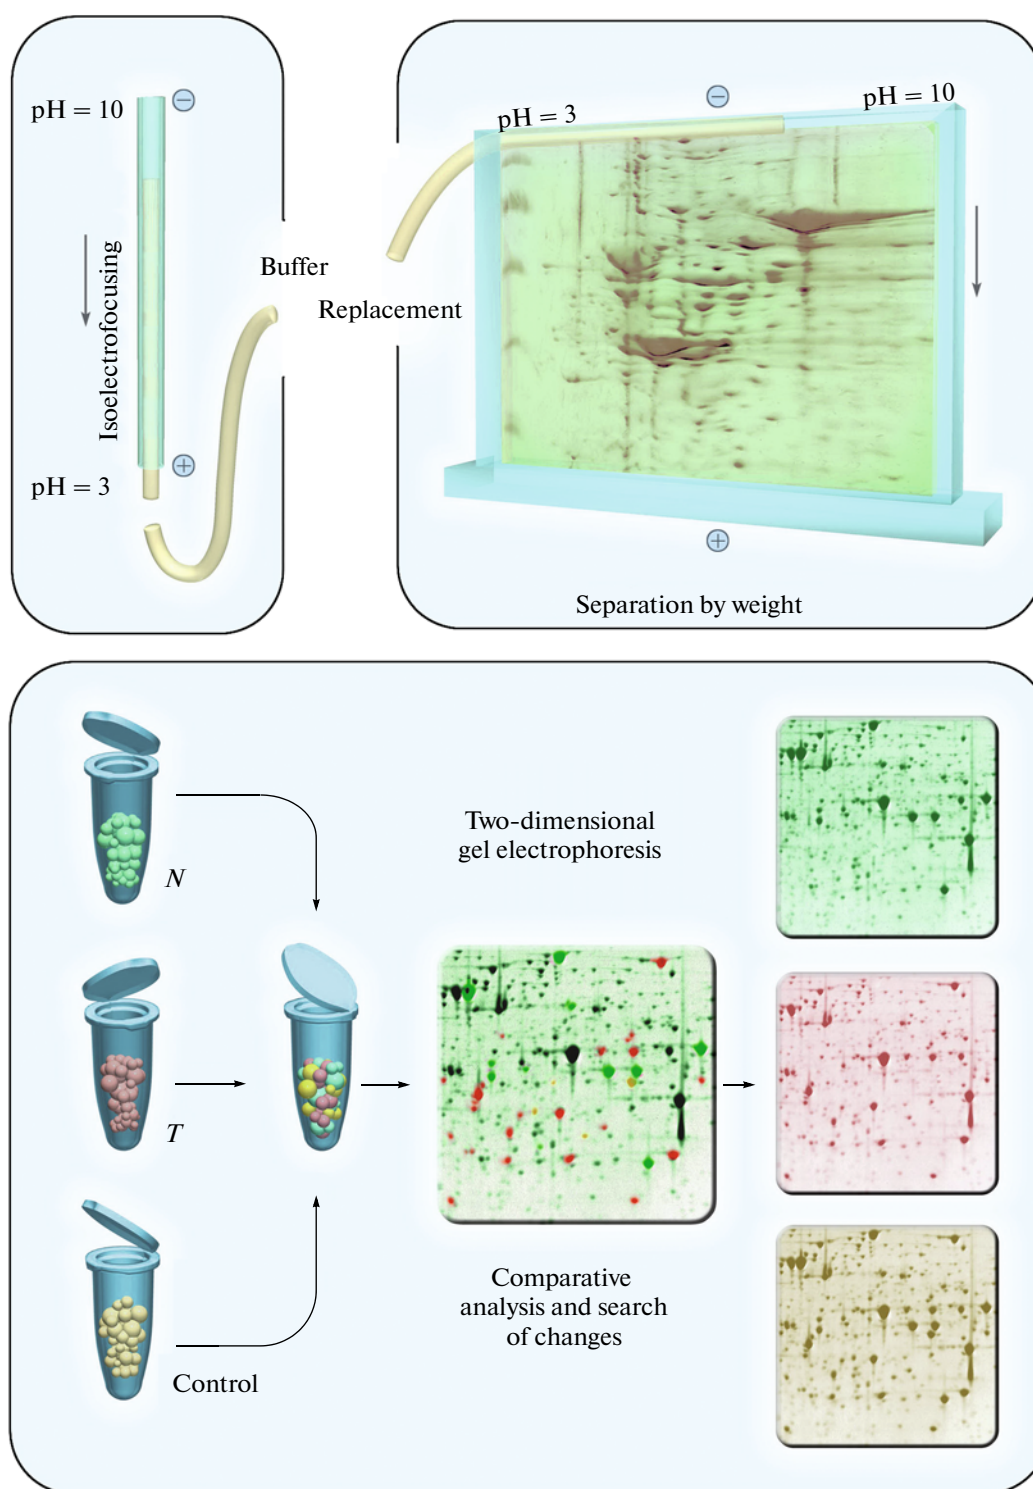 pH = 10
−
Isoelectrofocusing
+
pH = 3
Buffer
Replacement
pH = 3
−
pH = 10
+
Separation by weight
N
T
Control
Two-dimensional
gel electrophoresis
Comparative
analysis and search
of changes